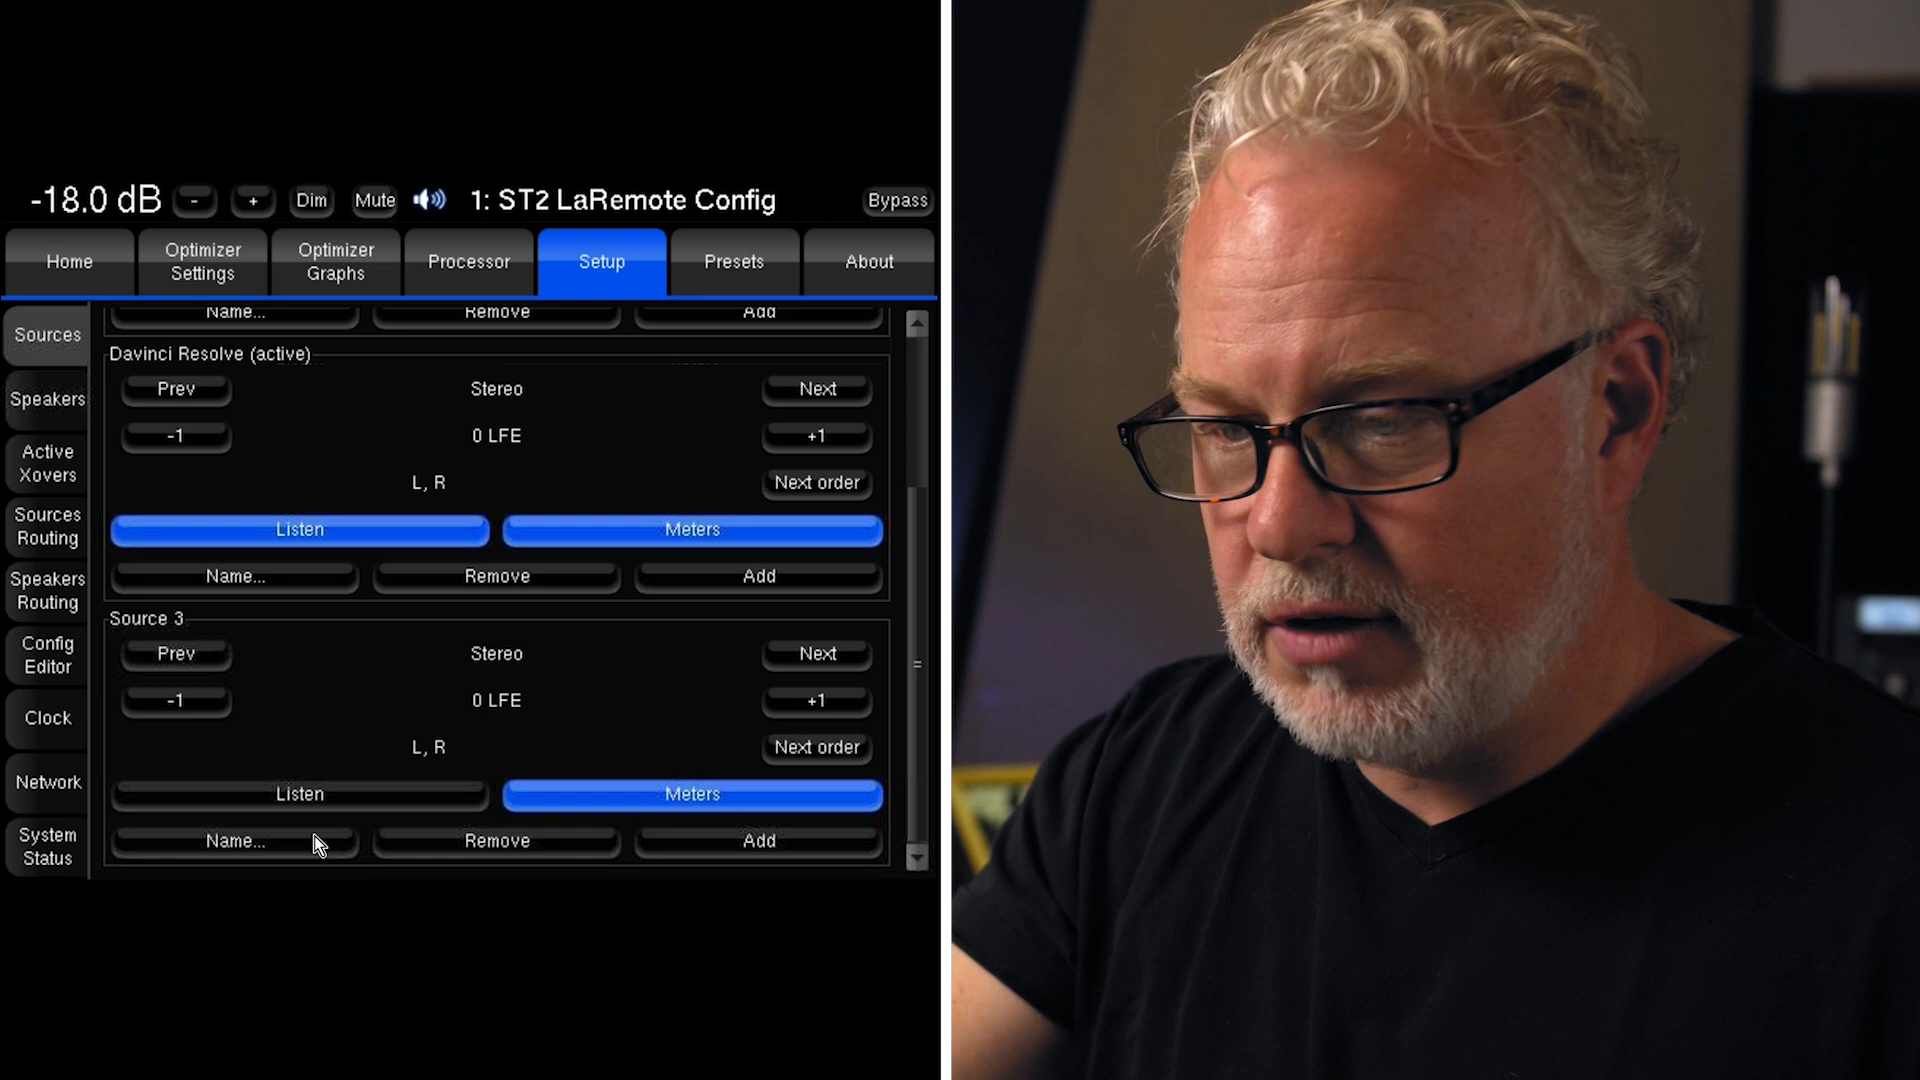 -18.0 dB - + Dim Mute 1: ST2 LaRemote Config Bypass
Home
Optimizer
Settings
Optimizer
Graphs
Processor
Setup
Presets
About
Sources
Speakers
Active
Xovers
Sources
Routing
Speakers
Routing
Config
Editor
Clock
Network
System
Status
Name... Remove Add
Davinci Resolve (active)
Prev Stereo Next
-1 0 LFE +1
L, R Next order
Listen Meters
Name... Remove Add
Source 3
Prev Stereo Next
-1 0 LFE +1
L, R Next order
Listen Meters
Name... Remove Add